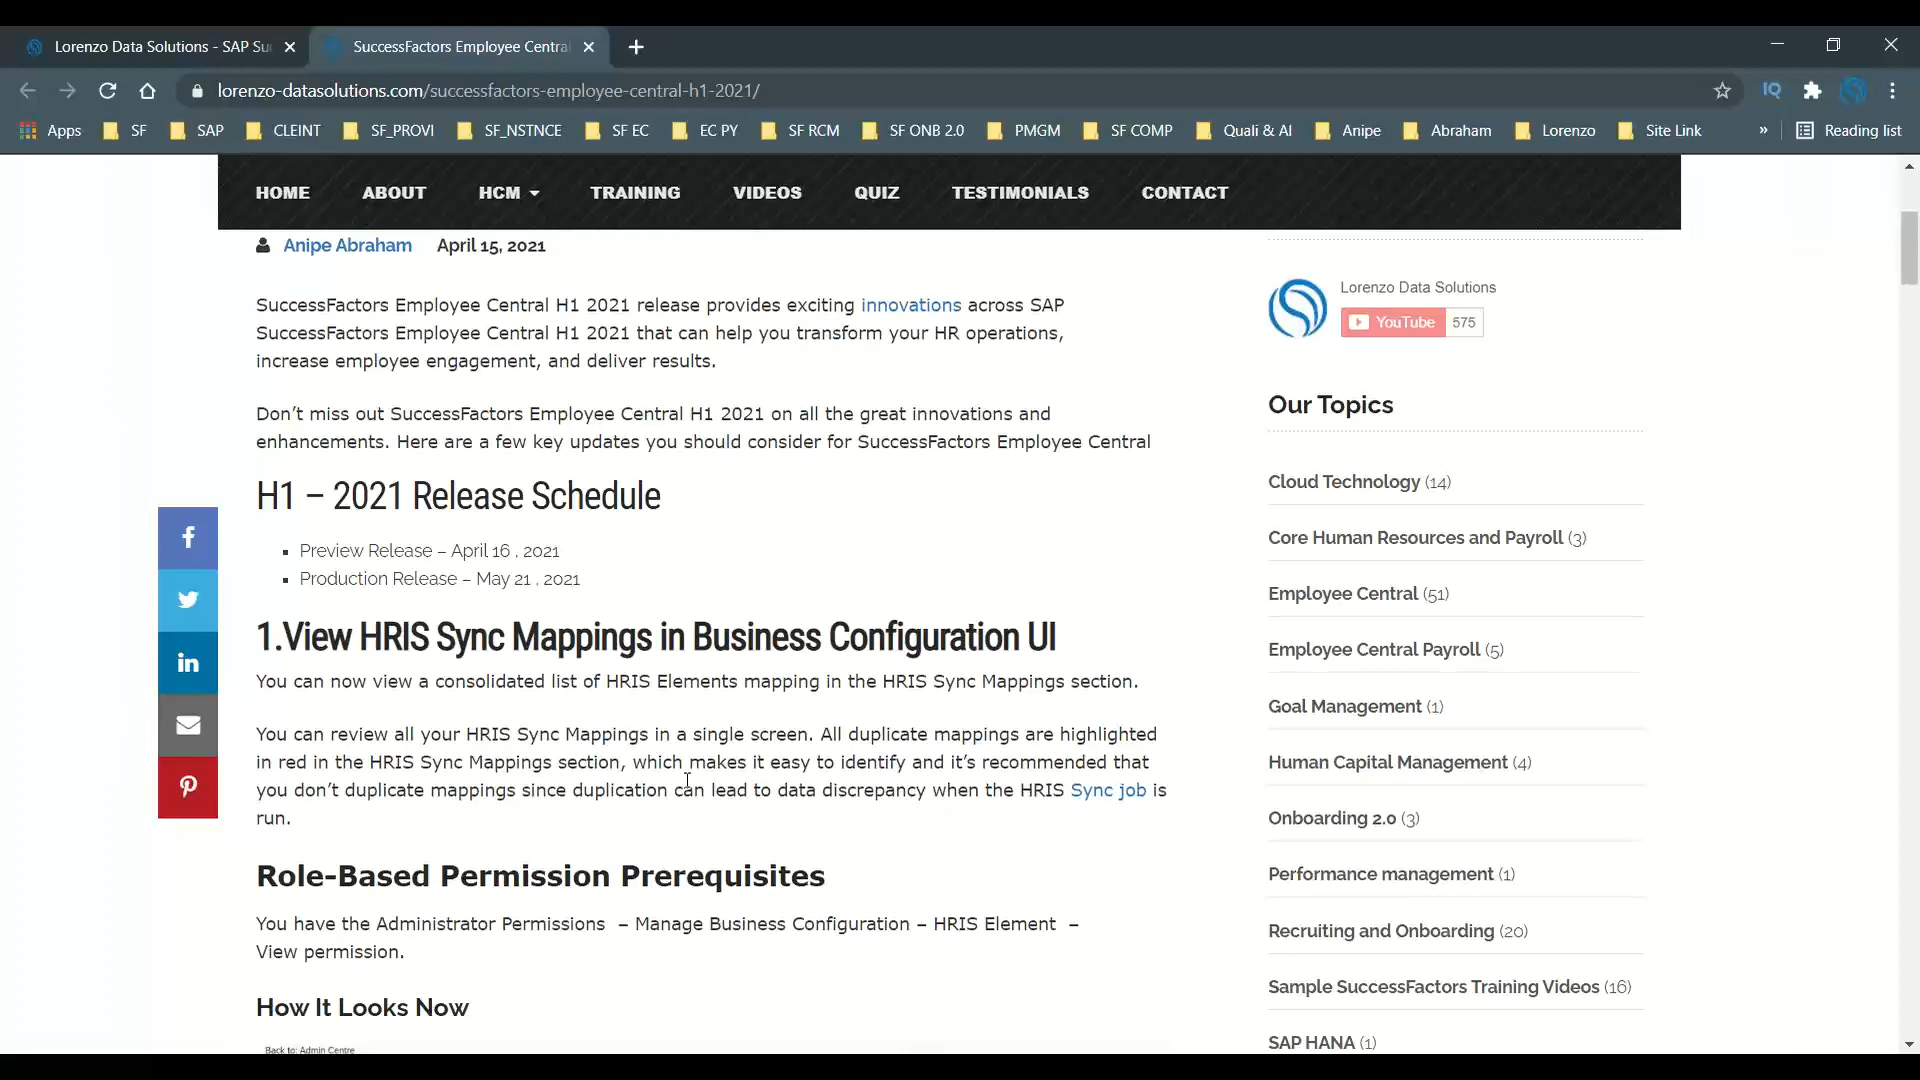 Lorenzo Data Solutions - SAP Su
SuccessFactors Employee Centra
lorenzo-datasolutions.com/successfactors-employee-central-h1-2021/
IQ
Apps SF SAP CLEINT SF_PROVI SF_NSTNCE SF EC EC PY SF RCM SF ONB 2.0 PMGM SF COMP Quali & AI Anipe Abraham Lorenzo Site Link » Reading list
HOME ABOUT HCM TRAINING VIDEOS QUIZ TESTIMONIALS CONTACT
Anipe Abraham April 15, 2021
SuccessFactors Employee Central H1 2021 release provides exciting innovations across SAP
SuccessFactors Employee Central H1 2021 that can help you transform your HR operations,
increase employee engagement, and deliver results.
Don't miss out SuccessFactors Employee Central H1 2021 on all the great innovations and
enhancements. Here are a few key updates you should consider for SuccessFactors Employee Central
H1 – 2021 Release Schedule
Preview Release – April 16 , 2021
Production Release – May 21 , 2021
1.View HRIS Sync Mappings in Business Configuration UI
You can now view a consolidated list of HRIS Elements mapping in the HRIS Sync Mappings section.
You can review all your HRIS Sync Mappings in a single screen. All duplicate mappings are highlighted
in red in the HRIS Sync Mappings section, which makes it easy to identify and it's recommended that
you don't duplicate mappings since duplication can lead to data discrepancy when the HRIS Sync job is
run.
Role-Based Permission Prerequisites
You have the Administrator Permissions – Manage Business Configuration – HRIS Element –
View permission.
How It Looks Now
Back to: Admin Centre
Lorenzo Data Solutions
YouTube 575
Our Topics
Cloud Technology (14)
Core Human Resources and Payroll (3)
Employee Central (51)
Employee Central Payroll (5)
Goal Management (1)
Human Capital Management (4)
Onboarding 2.0 (3)
Performance management (1)
Recruiting and Onboarding (20)
Sample SuccessFactors Training Videos (16)
SAP HANA (1)